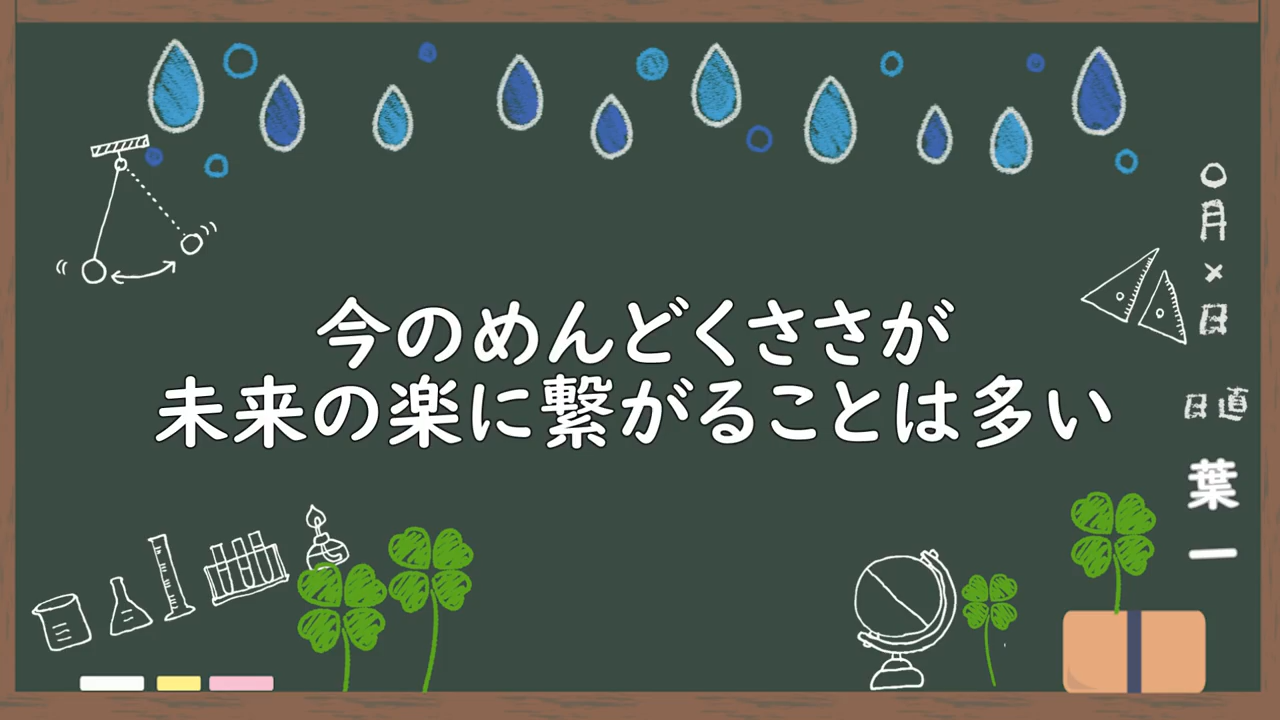 今のめんどくささが
未来の楽に繋がることは多い
〇月×日
日直
葉一